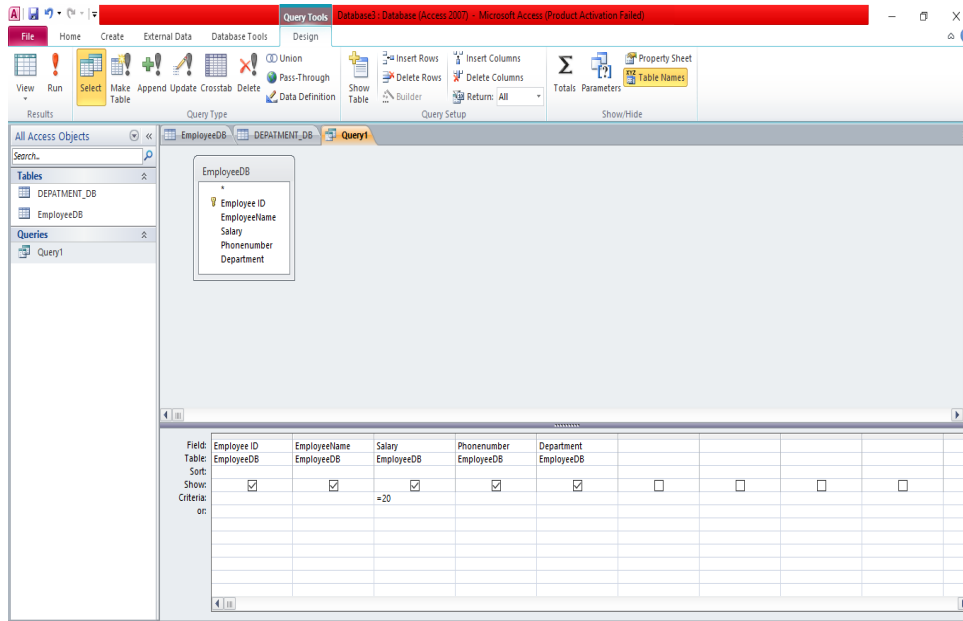 Query Tools Database3 : Database (Access 2007) - Microsoft Access (Product Activation Failed)
File Home Create External Data Database Tools Design
View Run Select Make Table Append Update Crosstab Delete
Union
Pass-Through
Data Definition
Show Table
Insert Rows
Delete Rows
Builder
Insert Columns
Delete Columns
Return: All
Totals Parameters
Property Sheet
Table Names
Results Query Type Query Setup Show/Hide
All Access Objects
Search..
Tables
DEPATMENT_DB
EmployeeDB
Queries
Query1
EmployeeDB DEPATMENT_DB Query1
EmployeeDB
*
Employee ID
EmployeeName
Salary
Phonenumber
Department
Field: Employee ID EmployeeName Salary Phonenumber Department
Table: EmployeeDB EmployeeDB EmployeeDB EmployeeDB EmployeeDB
Sort:
Show:
Criteria: =20
or: